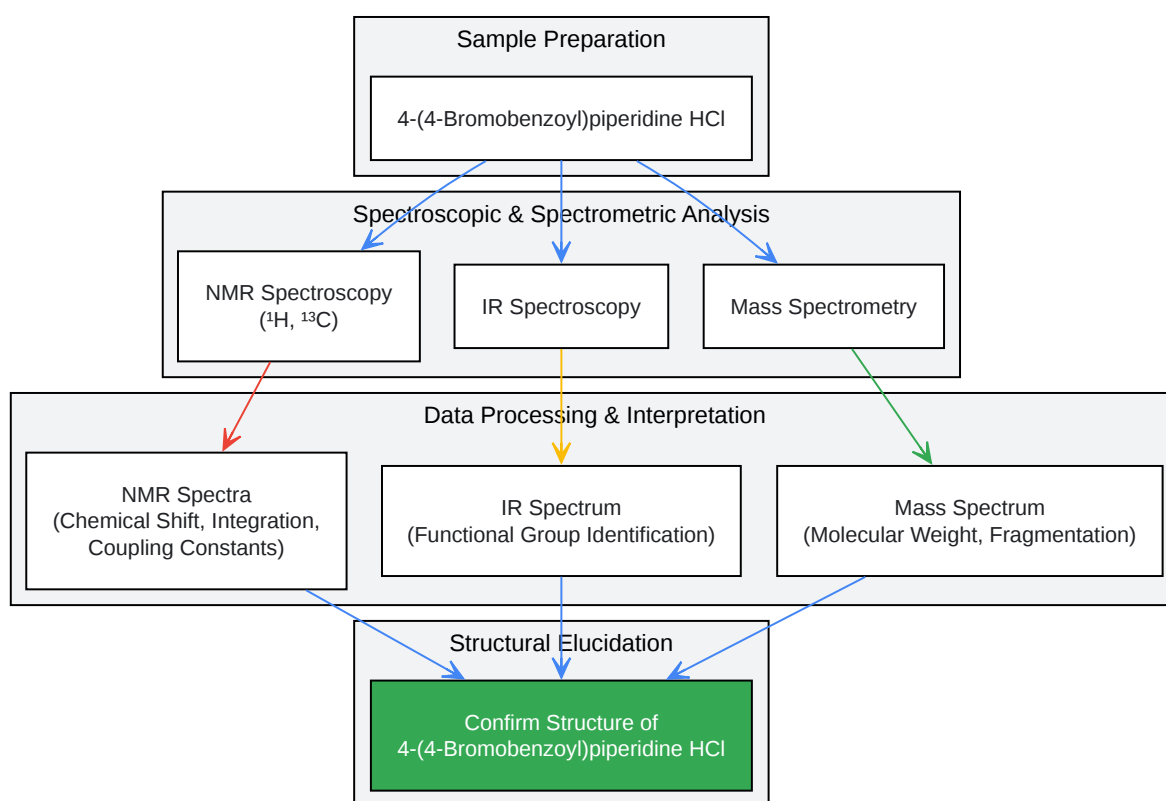 Sample Preparation
4-(4-Bromobenzoyl)piperidine HCl
Spectroscopic & Spectrometric Analysis
NMR Spectroscopy
(¹H, ¹³C)
IR Spectroscopy
Mass Spectrometry
Data Processing & Interpretation
NMR Spectra
(Chemical Shift, Integration,
Coupling Constants)
IR Spectrum
(Functional Group Identification)
Mass Spectrum
(Molecular Weight, Fragmentation)
Structural Elucidation
Confirm Structure of
4-(4-Bromobenzoyl)piperidine HCl